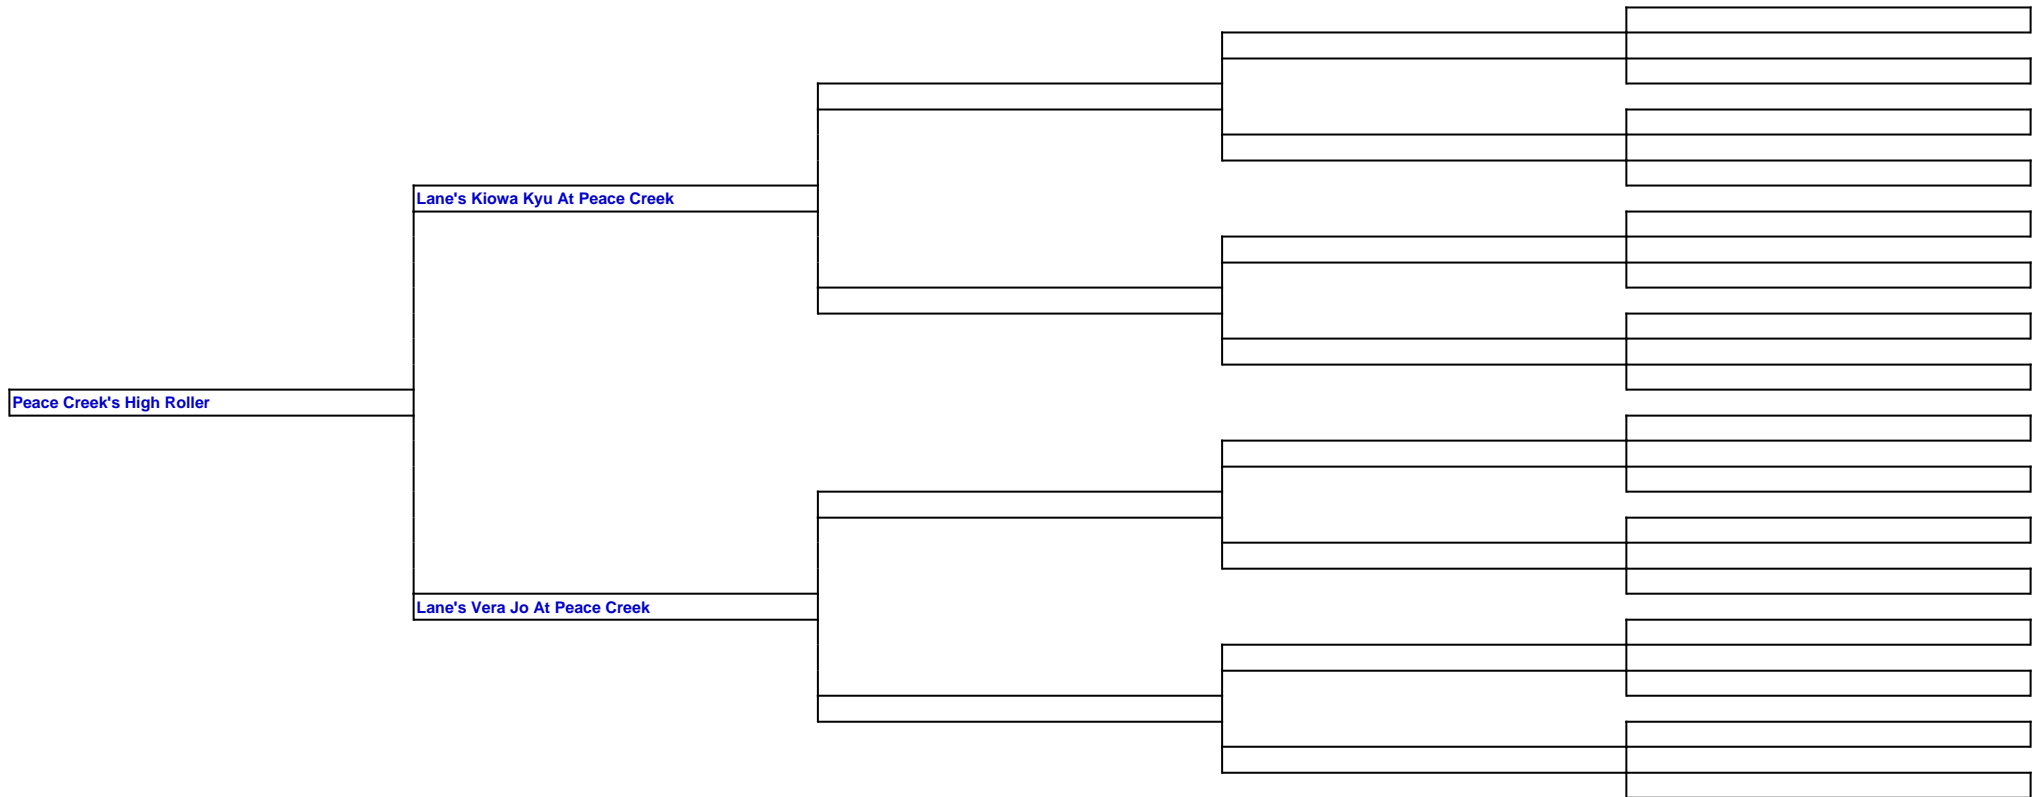 Lane's Kiowa Kyu At Peace Creek
Peace Creek's High Roller
Lane's Vera Jo At Peace Creek